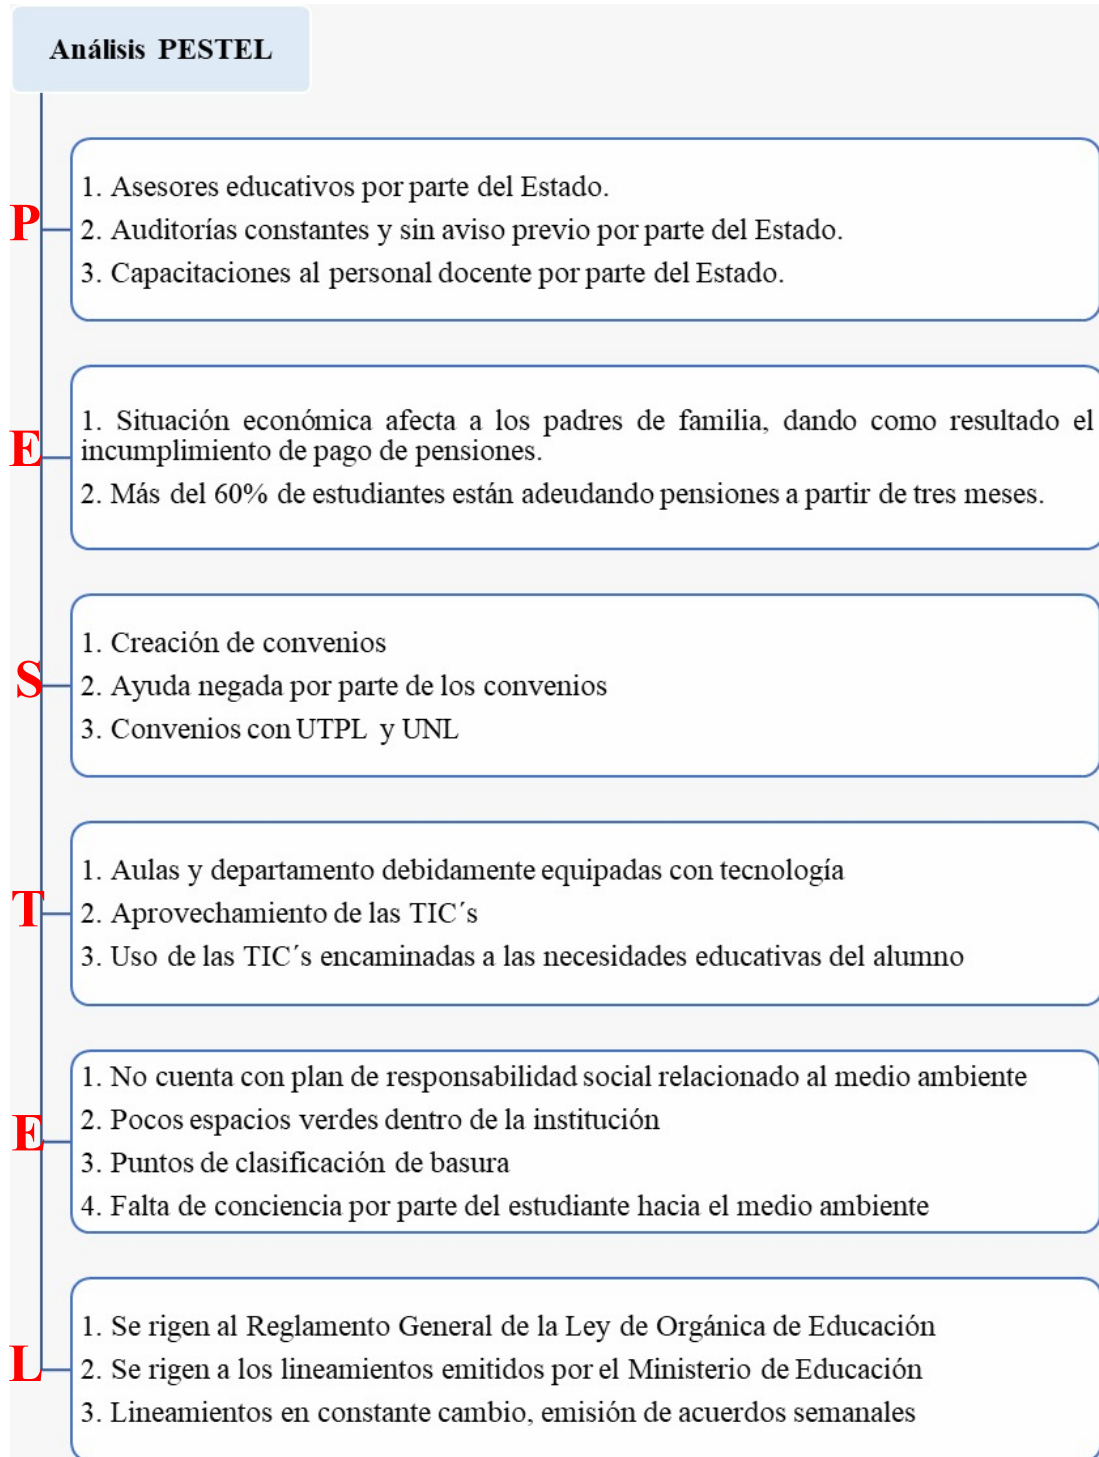 Análisis PESTEL
P
1. Asesores educativos por parte del Estado.
2. Auditorías constantes y sin aviso previo por parte del Estado.
3. Capacitaciones al personal docente por parte del Estado.
E
1. Situación económica afecta a los padres de familia, dando como resultado el
incumplimiento de pago de pensiones.
2. Más del 60% de estudiantes están adeudando pensiones a partir de tres meses.
S
1. Creación de convenios
2. Ayuda negada por parte de los convenios
3. Convenios con UTPL y UNL
T
1. Aulas y departamento debidamente equipadas con tecnología
2. Aprovechamiento de las TIC´s
3. Uso de las TIC´s encaminadas a las necesidades educativas del alumno
E
1. No cuenta con plan de responsabilidad social relacionado al medio ambiente
2. Pocos espacios verdes dentro de la institución
3. Puntos de clasificación de basura
4. Falta de conciencia por parte del estudiante hacia el medio ambiente
L
1. Se rigen al Reglamento General de la Ley de Orgánica de Educación
2. Se rigen a los lineamientos emitidos por el Ministerio de Educación
3. Lineamientos en constante cambio, emisión de acuerdos semanales